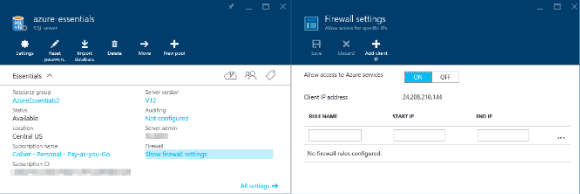 azure essentials
SQL server
Settings
Reset password.
Import database.
Delete
Move
New pool
Essentials
Resource group
AzureEssentials2
Status
Available
Location
Central US
Subscription name
Collier - Personal - Pay-as-you-Go
Subscription ID
Server version
V12
Auditing
Not configured
Server admin
Firewall
Show firewall settings
All settings →
Firewall settings
Allow access for specific IPs
Save
Discard
Add client IP
Allow access to Azure services
ON OFF
Client IP address 24.208.210.144
RULE NAME START IP END IP
...
No firewall rules configured.